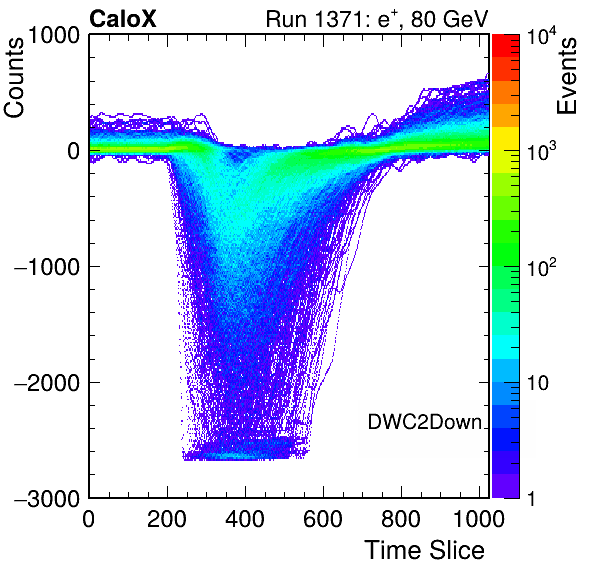 CaloX Run 1371: e⁺, 80 GeV
Counts
1000
0
−1000
−2000
−3000
0 200 400 600 800 1000
Time Slice
DWC2Down
Events
10⁴
10³
10²
10
1